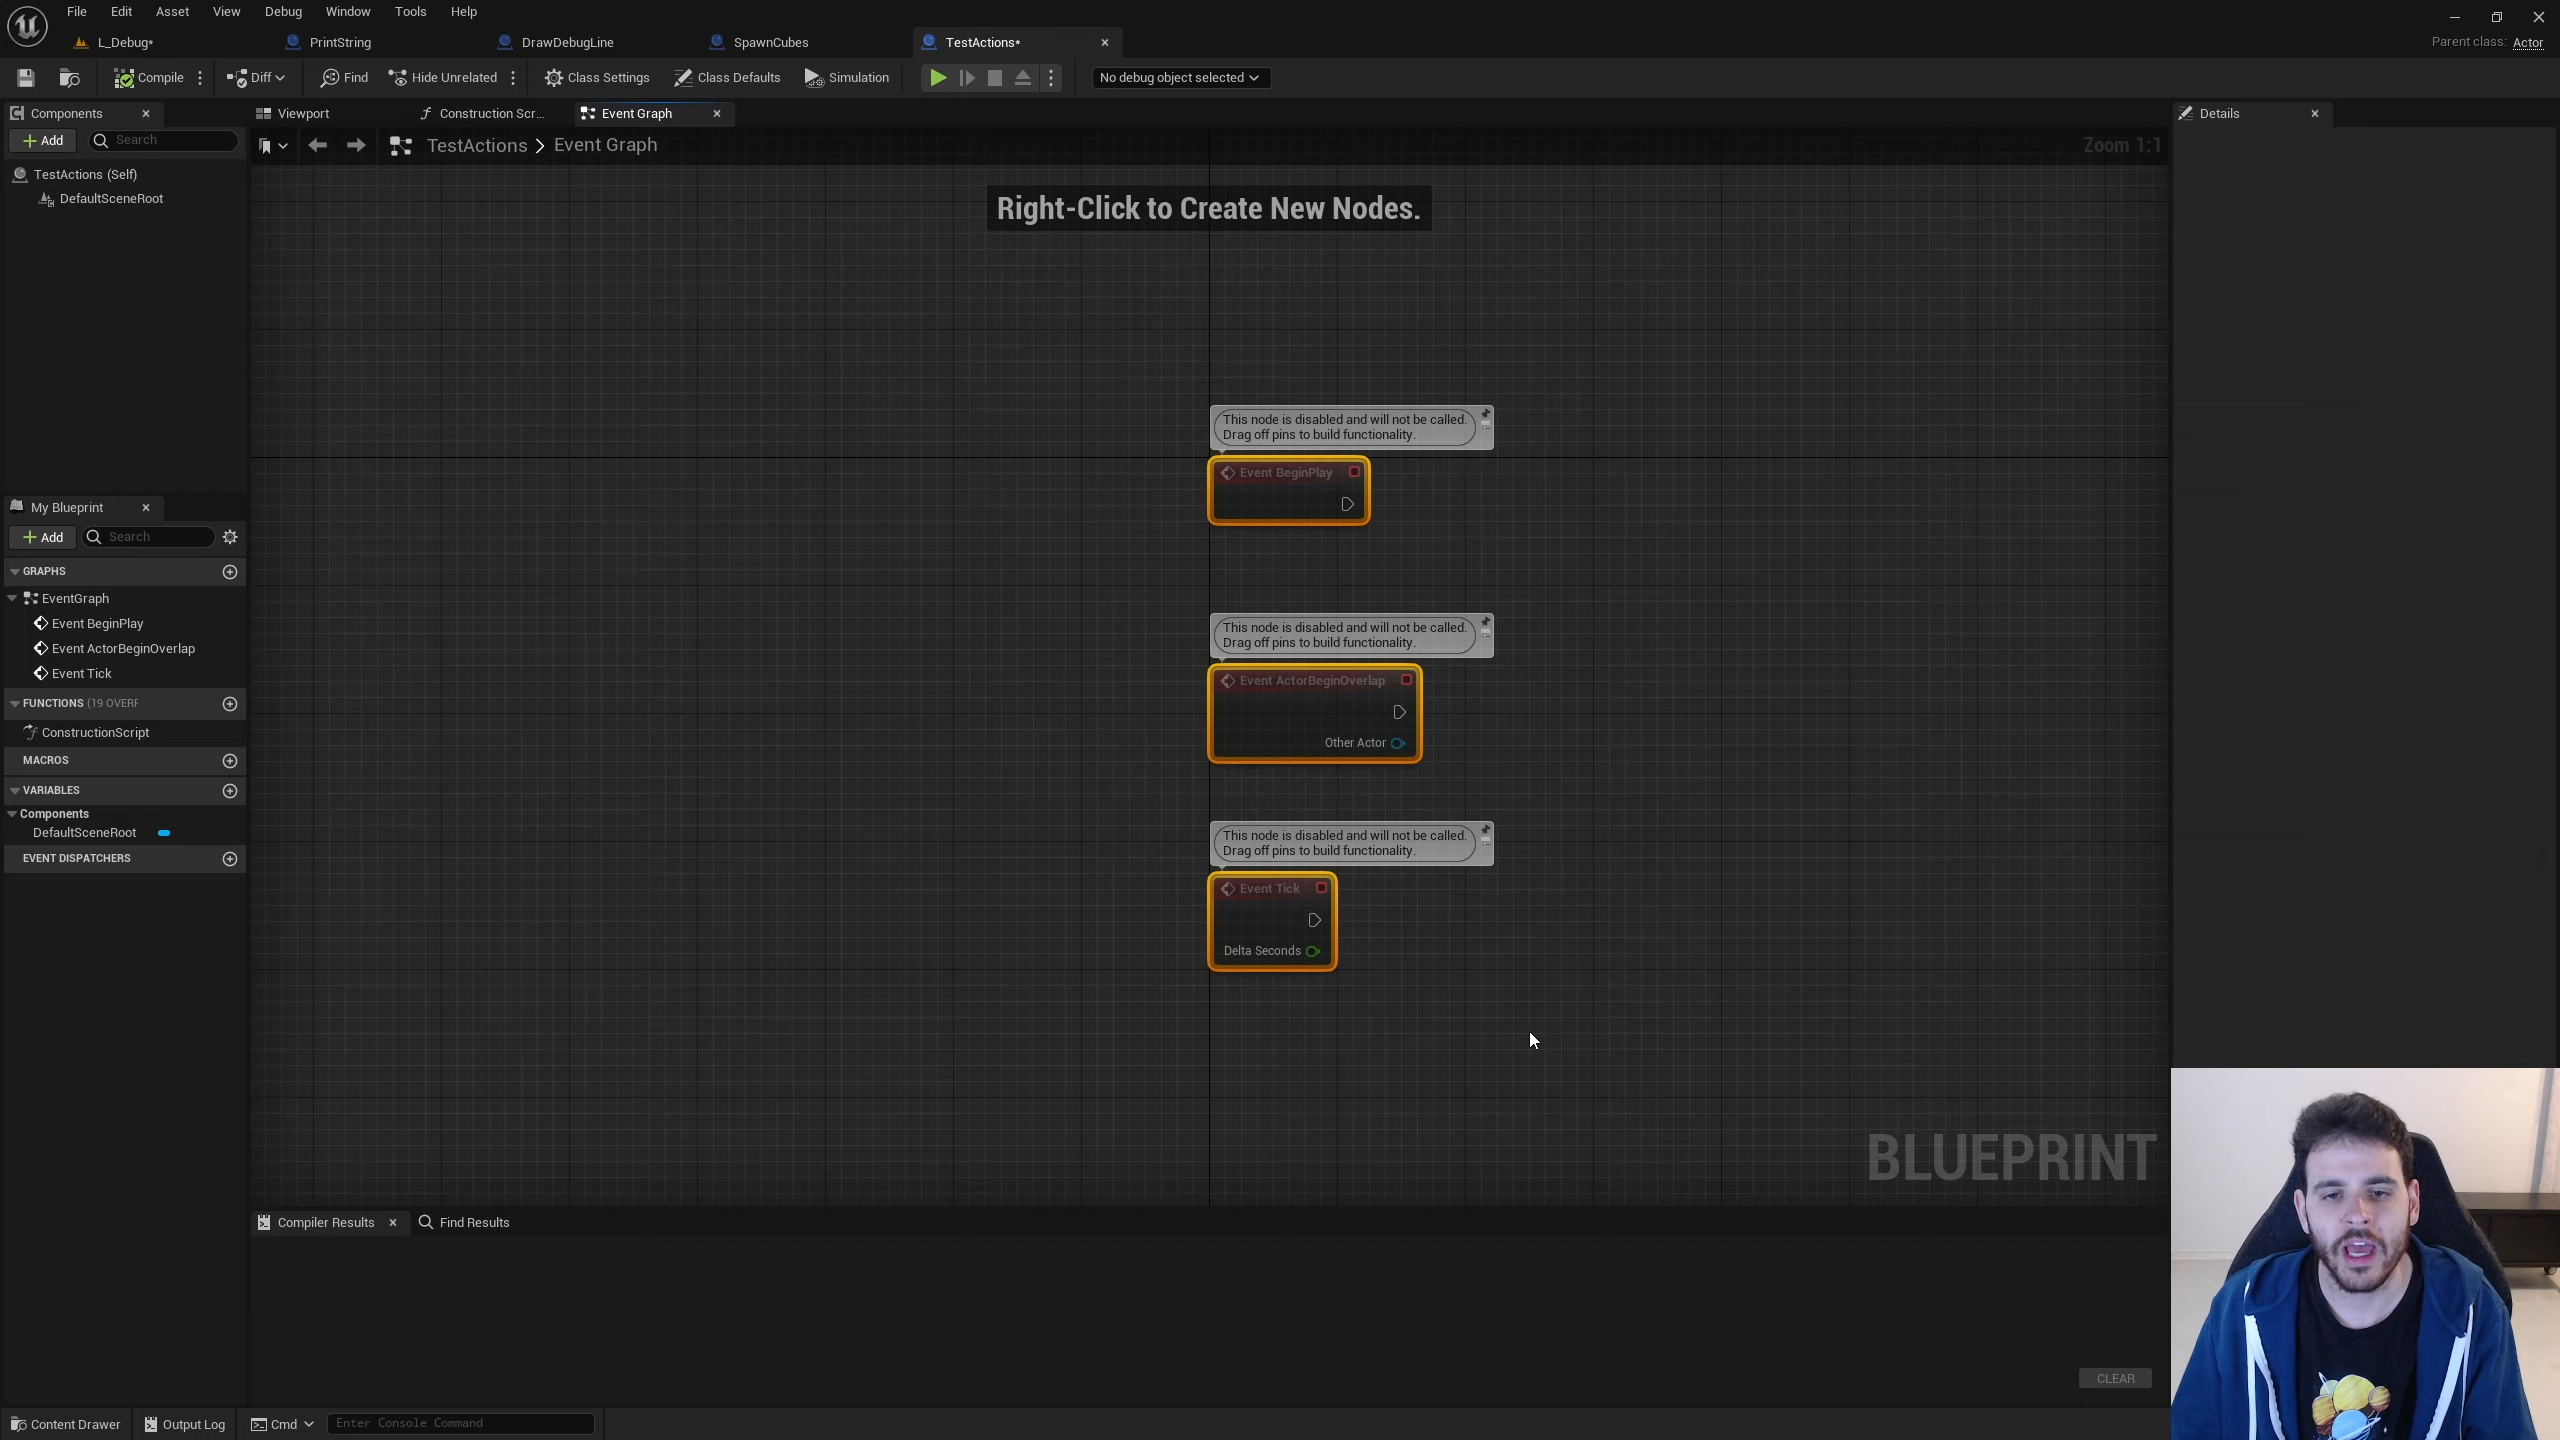 File Edit Asset View Debug Window Tools Help
L_Debug* PrintString DrawDebugLine SpawnCubes TestActions*
Parent class: Actor
Compile Diff Find Hide Unrelated Class Settings Class Defaults Simulation No debug object selected
Components
Add Search
TestActions (Self)
DefaultSceneRoot
My Blueprint
Add Search
GRAPHS
EventGraph
Event BeginPlay
Event ActorBeginOverlap
Event Tick
FUNCTIONS (19 OVERF
ConstructionScript
MACROS
VARIABLES
Components
DefaultSceneRoot
EVENT DISPATCHERS
Viewport Construction Scr... Event Graph
TestActions > Event Graph
Zoom 1:1
Right-Click to Create New Nodes.
This node is disabled and will not be called.
Drag off pins to build functionality.
Event BeginPlay
This node is disabled and will not be called.
Drag off pins to build functionality.
Event ActorBeginOverlap
Other Actor
This node is disabled and will not be called.
Drag off pins to build functionality.
Event Tick
Delta Seconds
BLUEPRINT
Details
Compiler Results Find Results
CLEAR
Content Drawer Output Log Cmd Enter Console Command